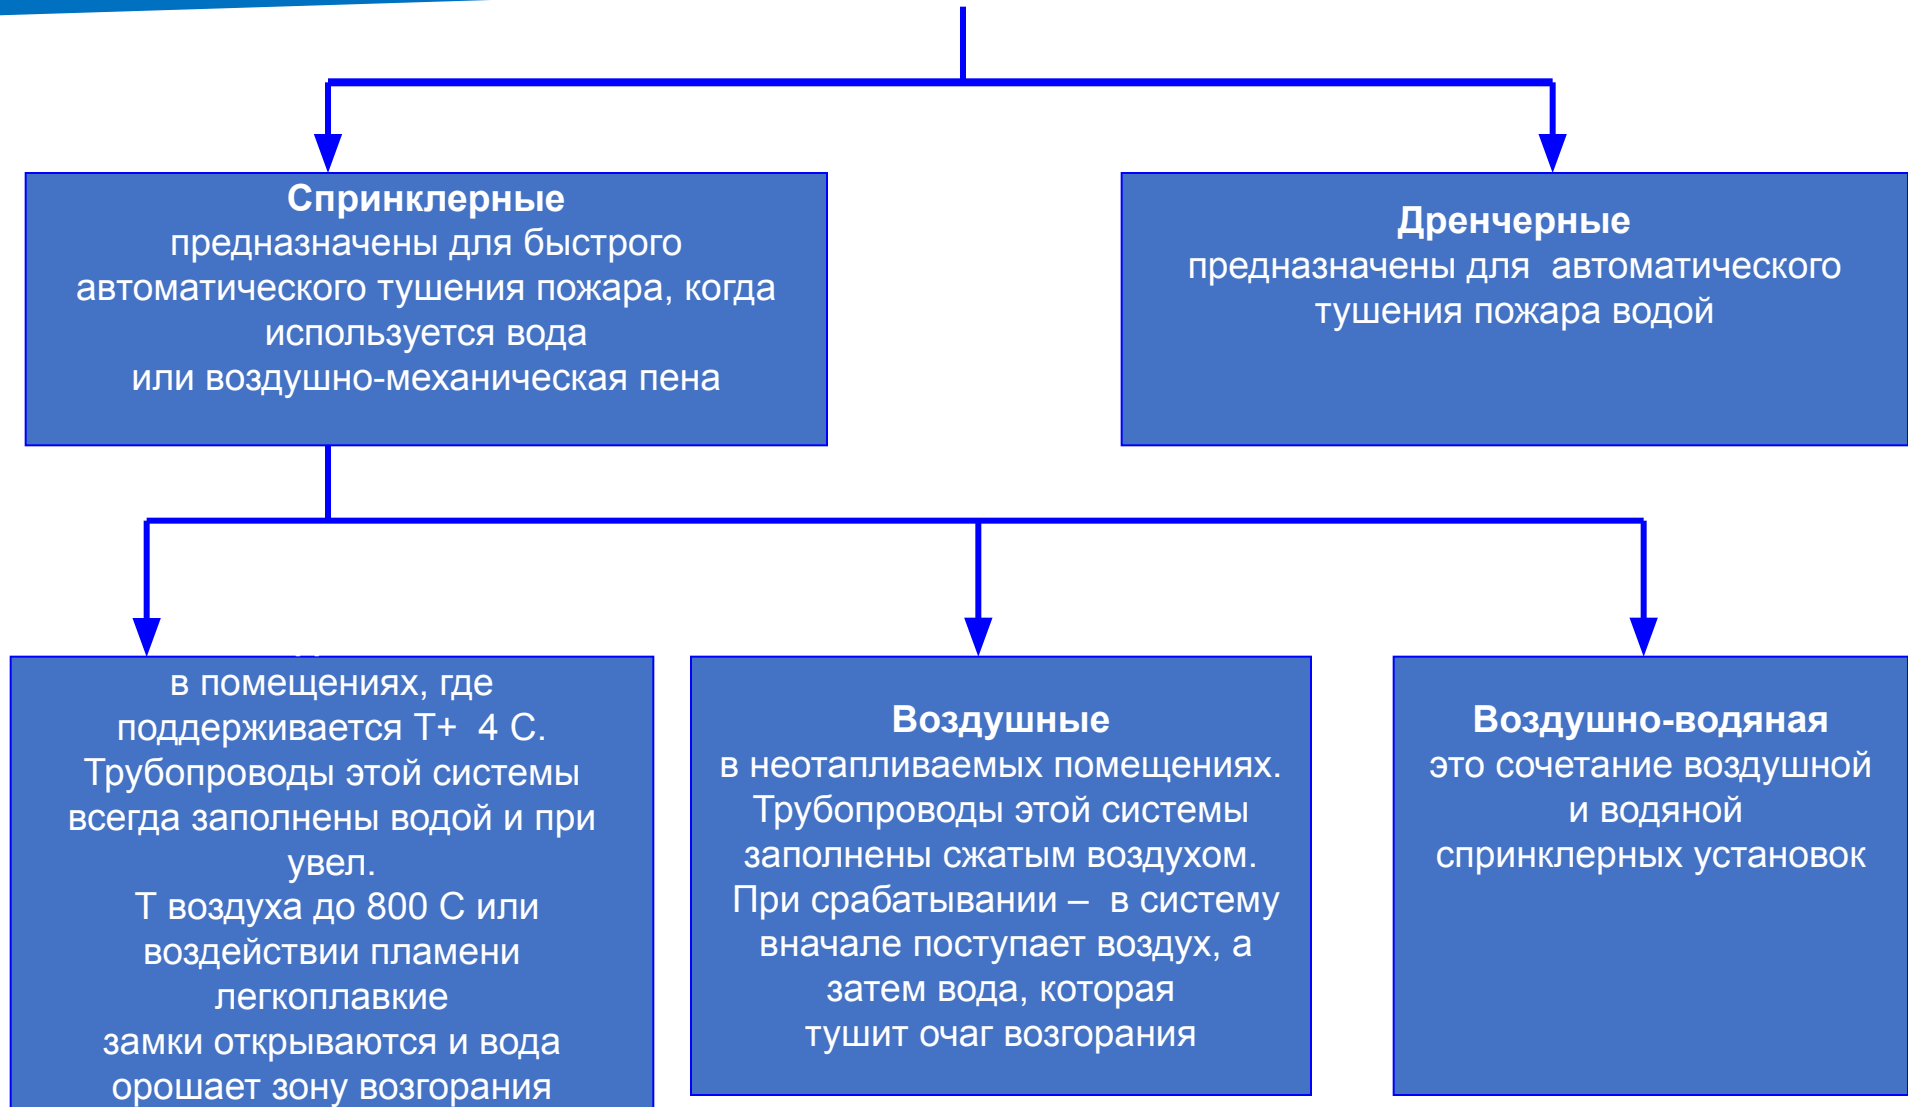 Спринклерные
предназначены для быстрого
автоматического тушения пожара, когда
используется вода
или воздушно-механическая пена
Дренчерные
предназначены для автоматического
тушения пожара водой
в помещениях, где
поддерживается Т+ 4 С.
Трубопроводы этой системы
всегда заполнены водой и при
увел.
Т воздуха до 800 С или
воздействии пламени
легкоплавкие
замки открываются и вода
орошает зону возгорания
Воздушные
в неотапливаемых помещениях.
Трубопроводы этой системы
заполнены сжатым воздухом.
При срабатывании – в систему
вначале поступает воздух, а
затем вода, которая
тушит очаг возгорания
Воздушно-водяная
это сочетание воздушной
и водяной
спринклерных установок